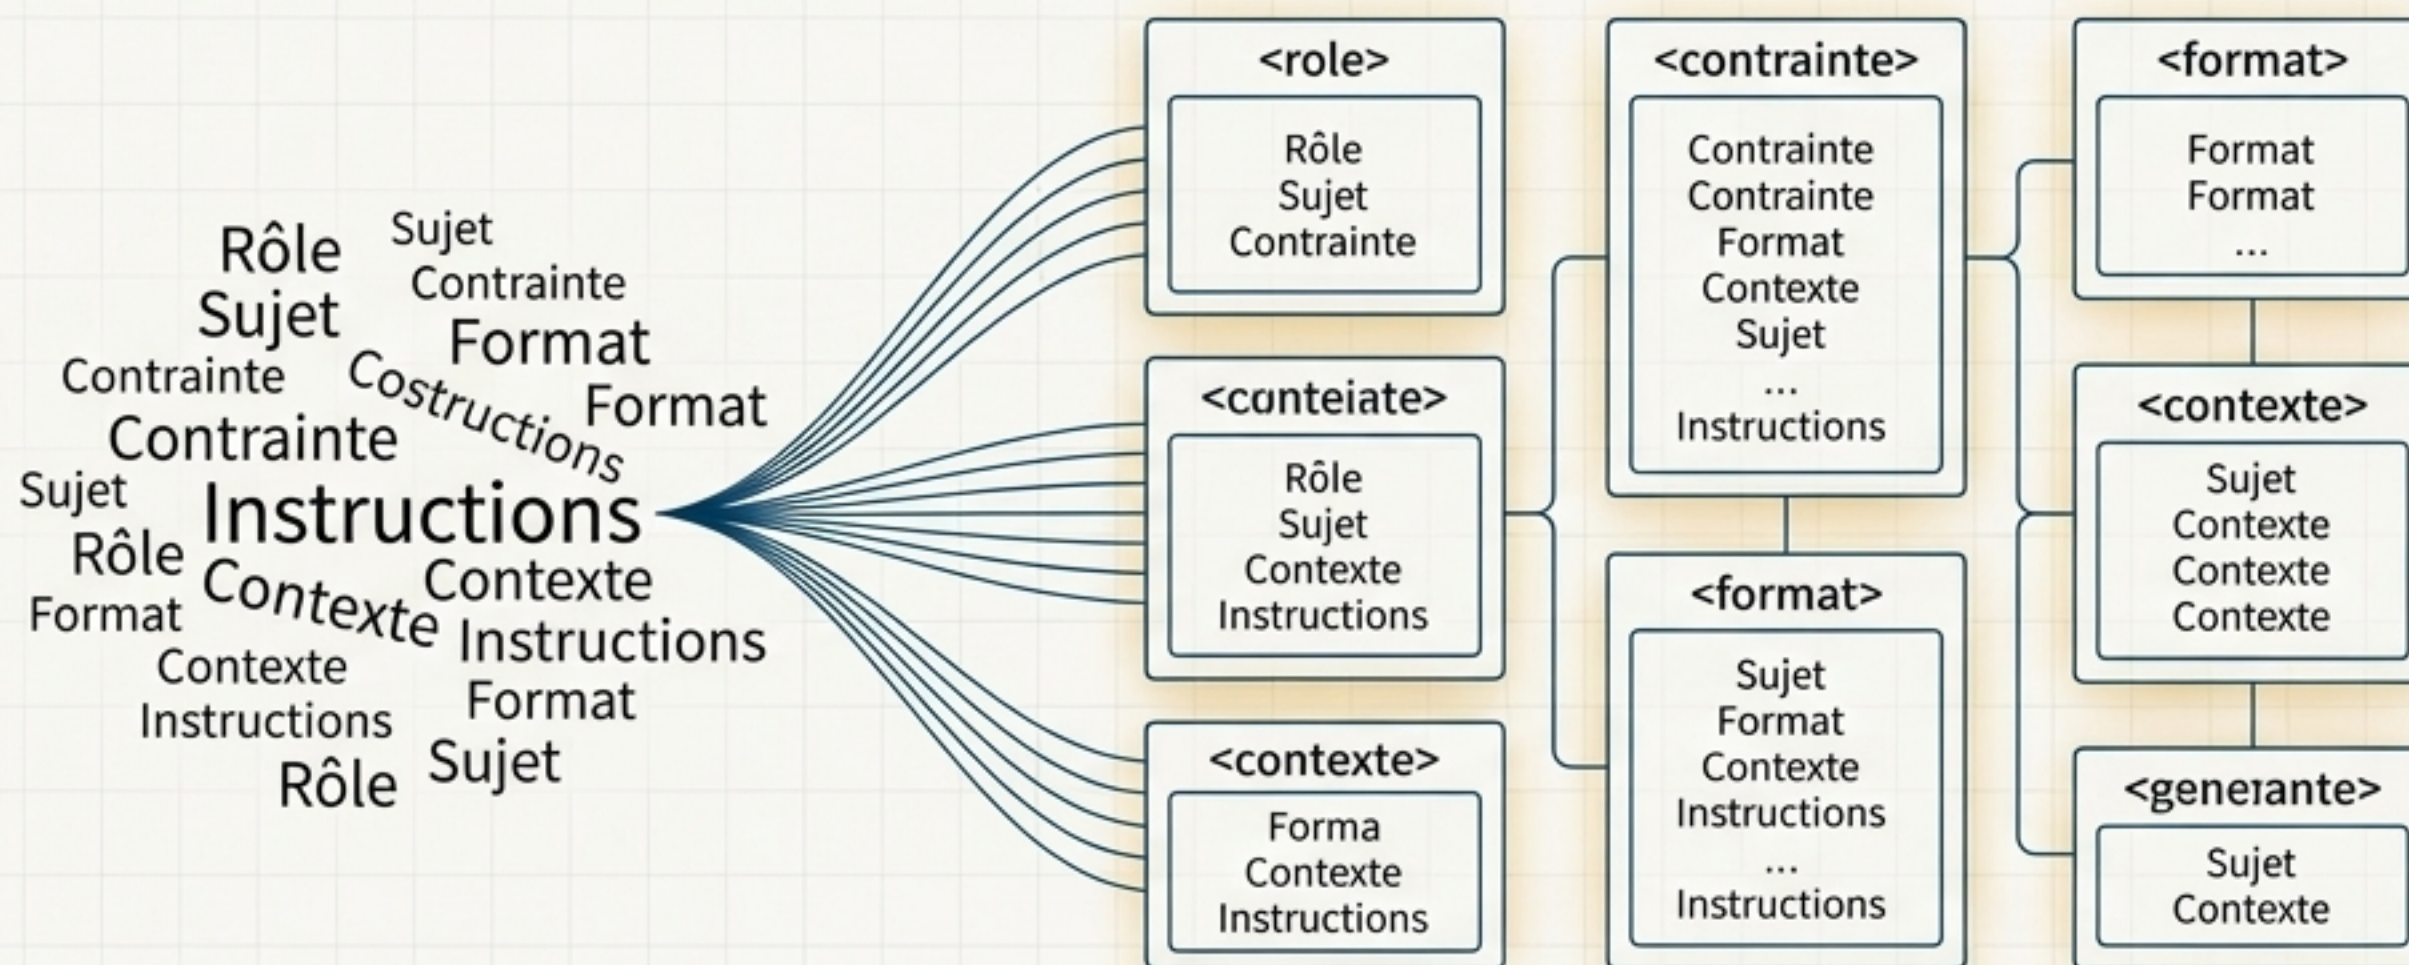 Rôle
Sujet
Contrainte
Sujet
Format
Contrainte
Costructions
Format
Contrainte
Sujet
Instructions
Rôle
Contexte
Contexte
Format
Instructions
Contexte
Format
Instructions
Sujet
Rôle
<role>
Rôle
Sujet
Contrainte
<canteiate>
Rôle
Sujet
Contexte
Instructions
<contexte>
Forma
Contexte
Instructions
<contrainte>
Contrainte
Contrainte
Format
Contexte
Sujet
...
Instructions
<format>
Sujet
Format
Contexte
Instructions
...
Instructions
<format>
Format
Format
...
<contexte>
Sujet
Contexte
Contexte
Contexte
<generante>
Sujet
Contexte